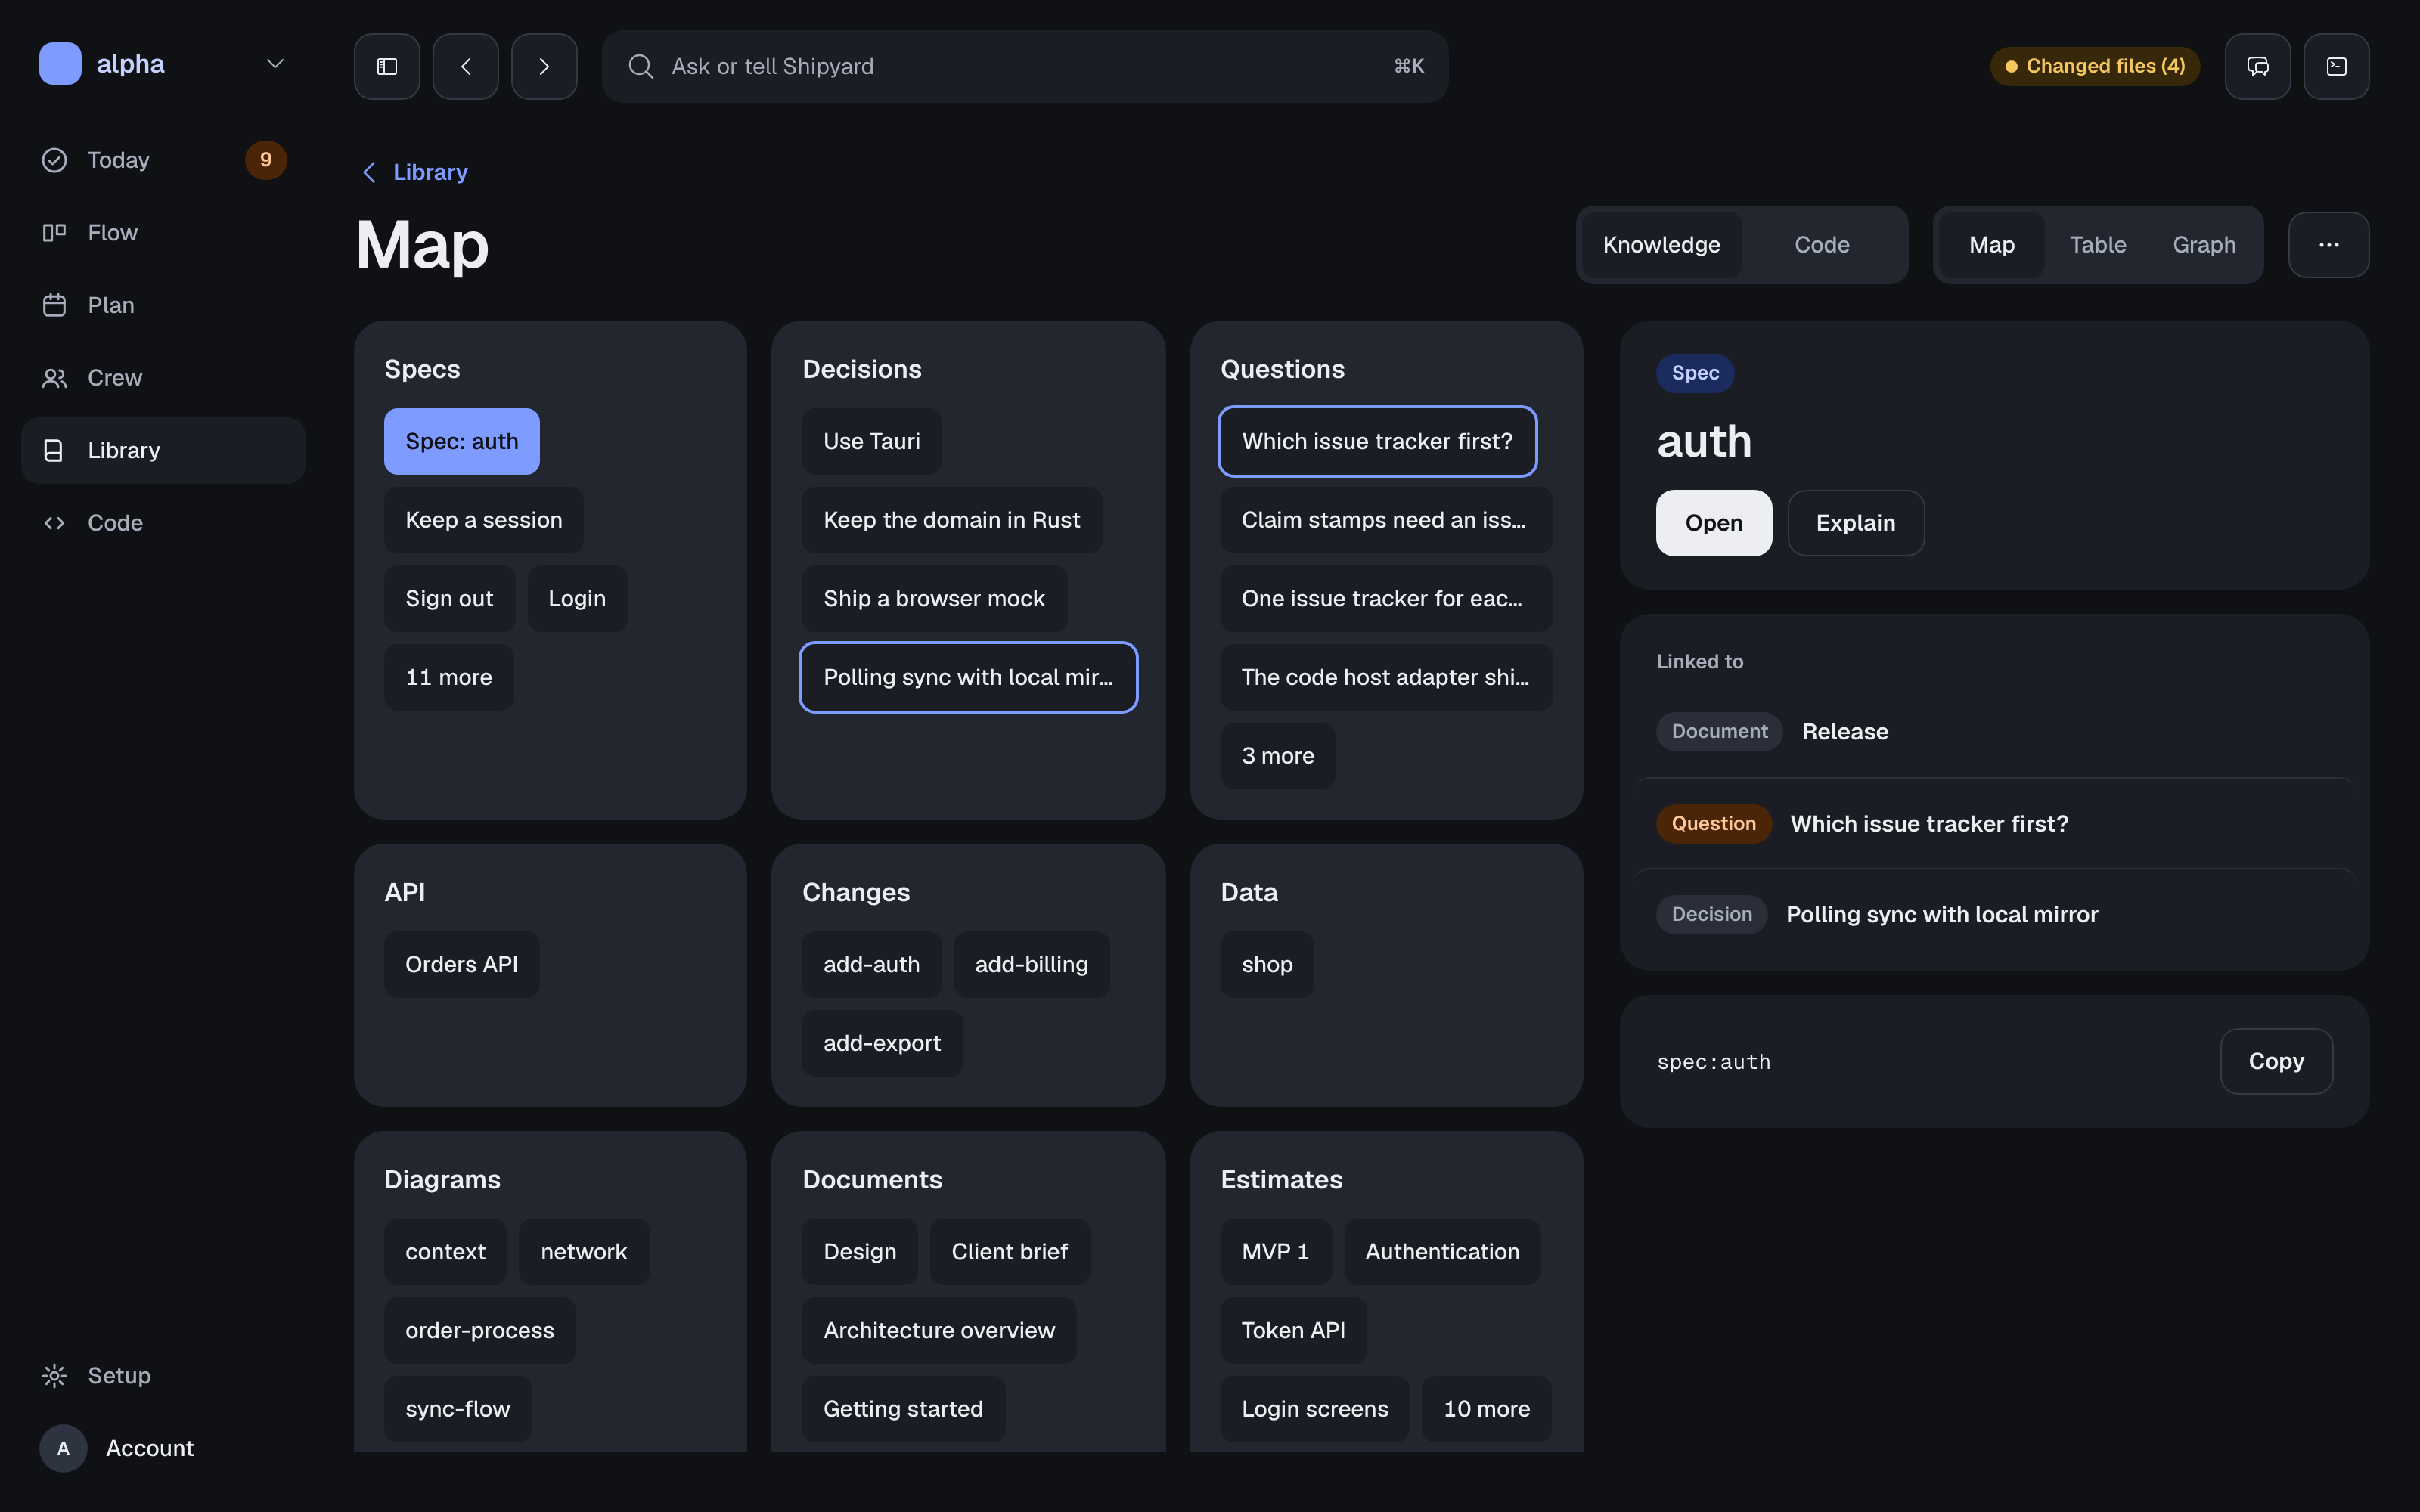 alpha
Today
9
Flow
Plan
Crew
Library
Code
Setup
A
Account
Ask or tell Shipyard
⌘K
Changed files (4)
Library
Map
Knowledge
Code
Map
Table
Graph
Specs
Spec: auth
Keep a session
Sign out
Login
11 more
Decisions
Use Tauri
Keep the domain in Rust
Ship a browser mock
Polling sync with local mir...
Questions
Which issue tracker first?
Claim stamps need an iss...
One issue tracker for eac...
The code host adapter shi...
3 more
API
Orders API
Changes
add-auth
add-billing
add-export
Data
shop
Diagrams
context
network
order-process
sync-flow
Documents
Design
Client brief
Architecture overview
Getting started
Estimates
MVP 1
Authentication
Token API
Login screens
10 more
Spec
auth
Open
Explain
Linked to
Document
Release
Question
Which issue tracker first?
Decision
Polling sync with local mirror
spec:auth
Copy